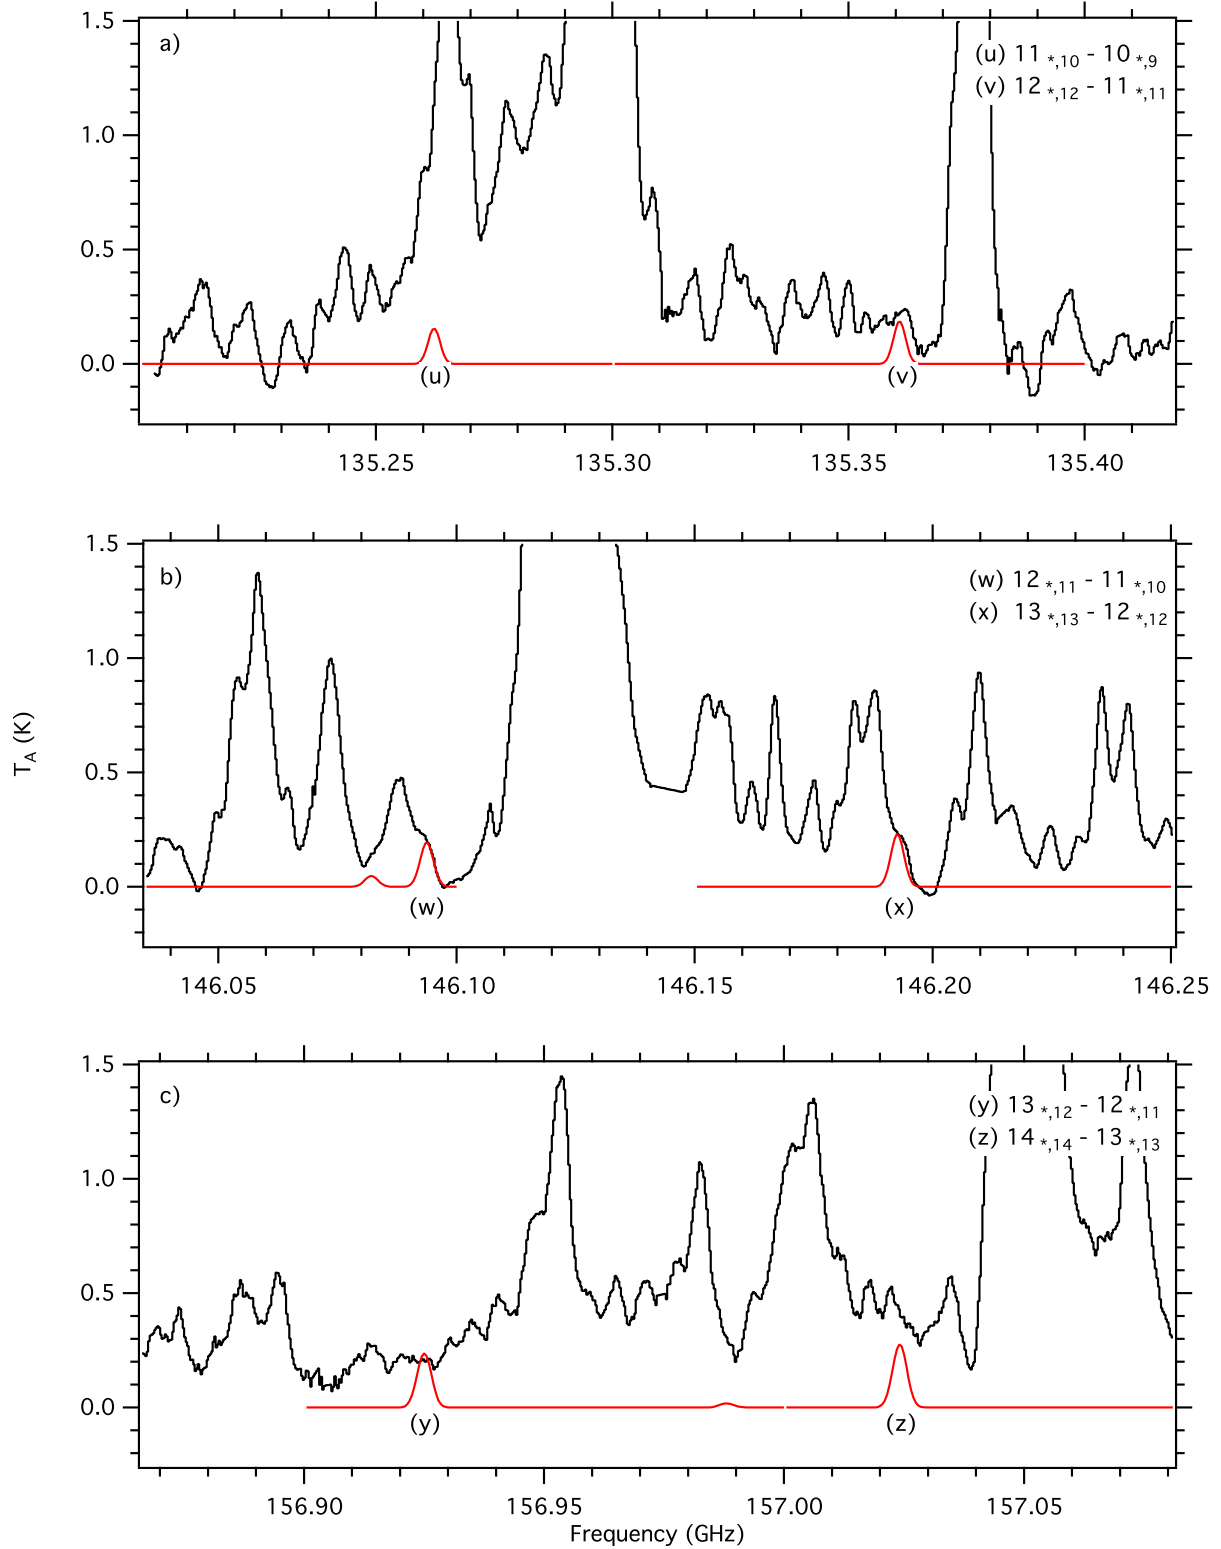 a)
(u) 11 *,10 - 10 *,9
(v) 12 *,12 - 11 *,11
1.5
1.0
0.5
0.0
(u)
(v)
135.25 135.30 135.35 135.40
b)
(w) 12 *,11 - 11 *,10
(x) 13 *,13 - 12 *,12
1.5
1.0
0.5
0.0
TA (K)
(w)
(x)
146.05 146.10 146.15 146.20 146.25
c)
(y) 13 *,12 - 12 *,11
(z) 14 *,14 - 13 *,13
1.5
1.0
0.5
0.0
(y)
(z)
156.90 156.95 157.00 157.05
Frequency (GHz)